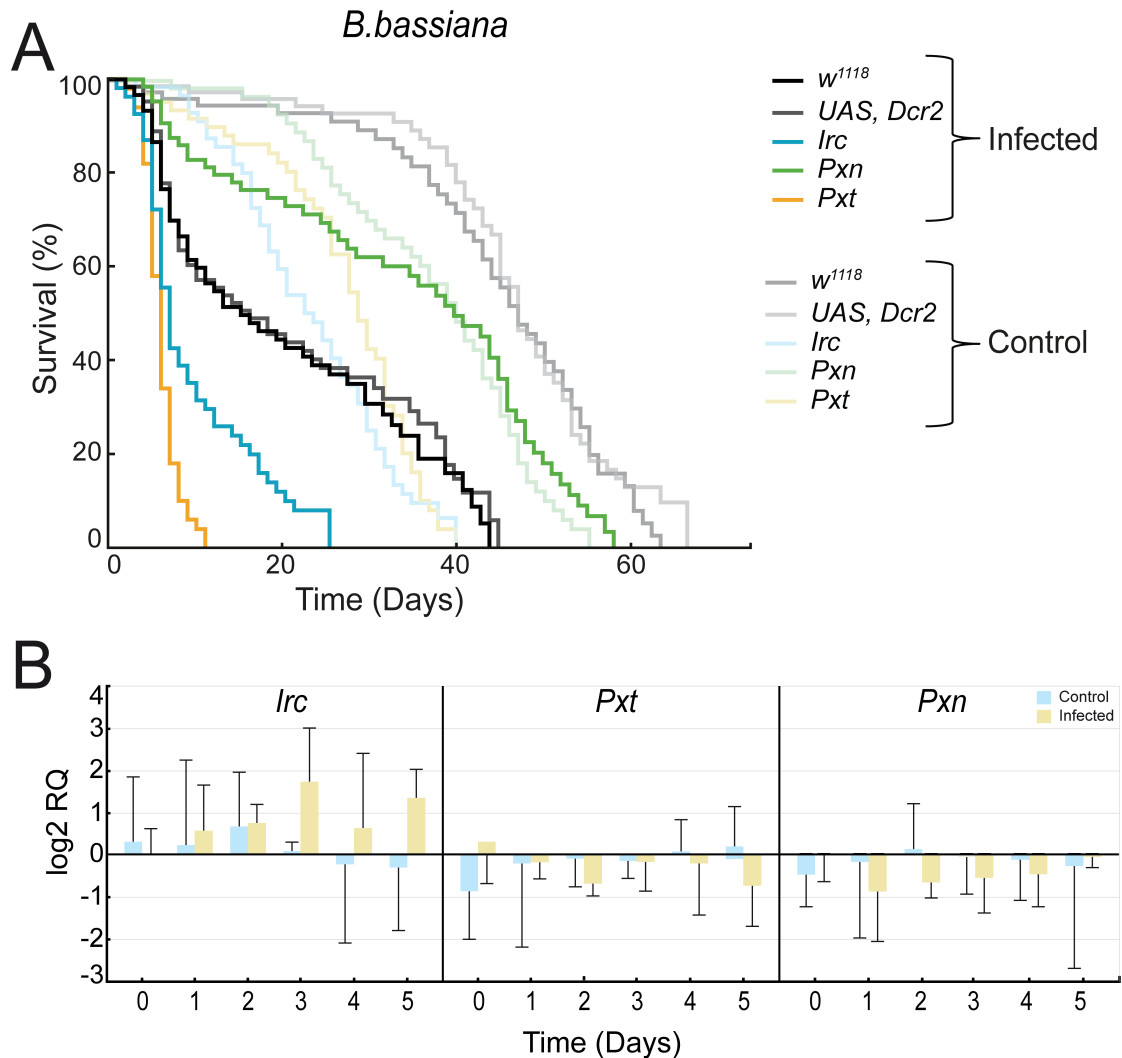 B.bassiana
A
Survival (%)
100
80
60
40
20
0
0 20 40 60
Time (Days)
w1118
UAS, Dcr2
Irc
Pxn
Pxt
Infected
w1118
UAS, Dcr2
Irc
Pxn
Pxt
Control
B
log2 RQ
4
3
2
1
0
-1
-2
-3
Irc Pxt Pxn
Control
Infected
0 1 2 3 4 5 0 1 2 3 4 5 0 1 2 3 4 5
Time (Days)